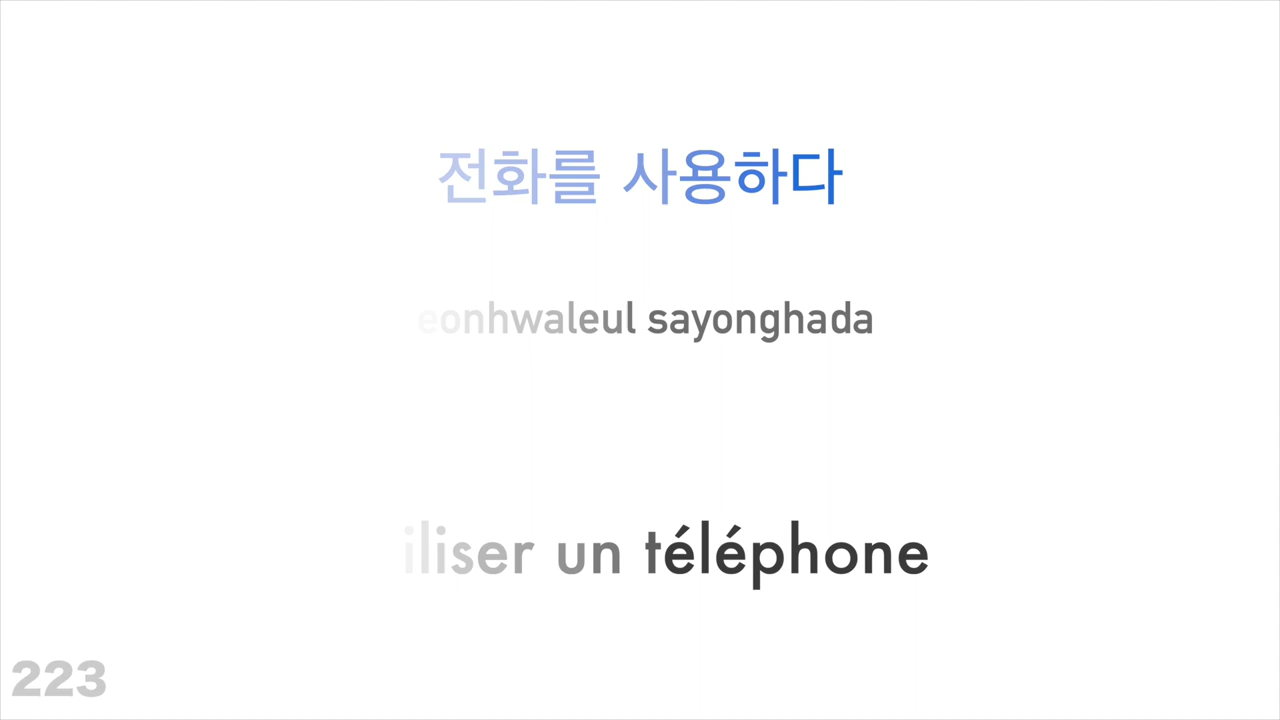 전화를 사용하다
eonhwaleul sayonghada
iliser un téléphone
223